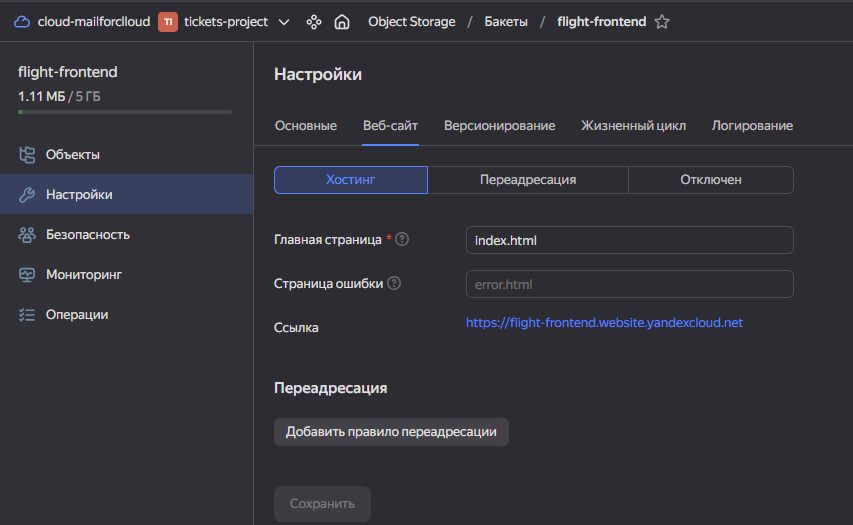 cloud-mailforclloud TI tickets-project Object Storage / Бакеты / flight-frontend
flight-frontend
1.11 МБ / 5 ГБ
Объекты
Настройки
Безопасность
Мониторинг
Операции
Настройки
Основные Веб-сайт Версионирование Жизненный цикл Логирование
Хостинг Переадресация Отключен
Главная страница * index.html
Страница ошибки error.html
Ссылка https://flight-frontend.website.yandexcloud.net
Переадресация
Добавить правило переадресации
Сохранить